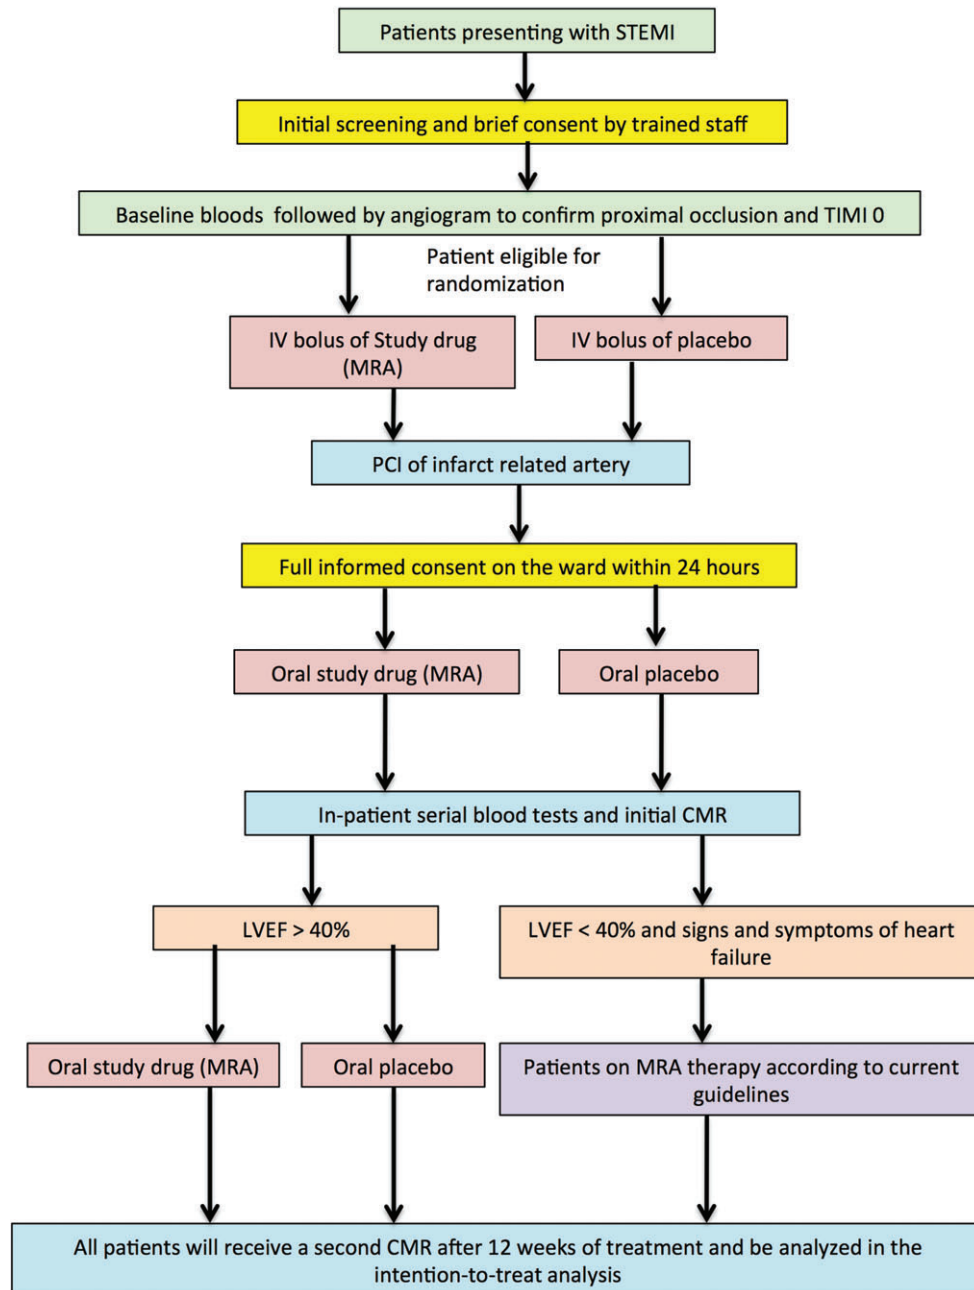 Patients presenting with STEMI
Initial screening and brief consent by trained staff
Baseline bloods followed by angiogram to confirm proximal occlusion and TIMI 0
Patient eligible for
randomization
IV bolus of Study drug
(MRA)
IV bolus of placebo
PCI of infarct related artery
Full informed consent on the ward within 24 hours
Oral study drug (MRA)
Oral placebo
In-patient serial blood tests and initial CMR
LVEF > 40%
LVEF < 40% and signs and symptoms of heart
failure
Oral study drug (MRA)
Oral placebo
Patients on MRA therapy according to current
guidelines
All patients will receive a second CMR after 12 weeks of treatment and be analyzed in the
intention-to-treat analysis